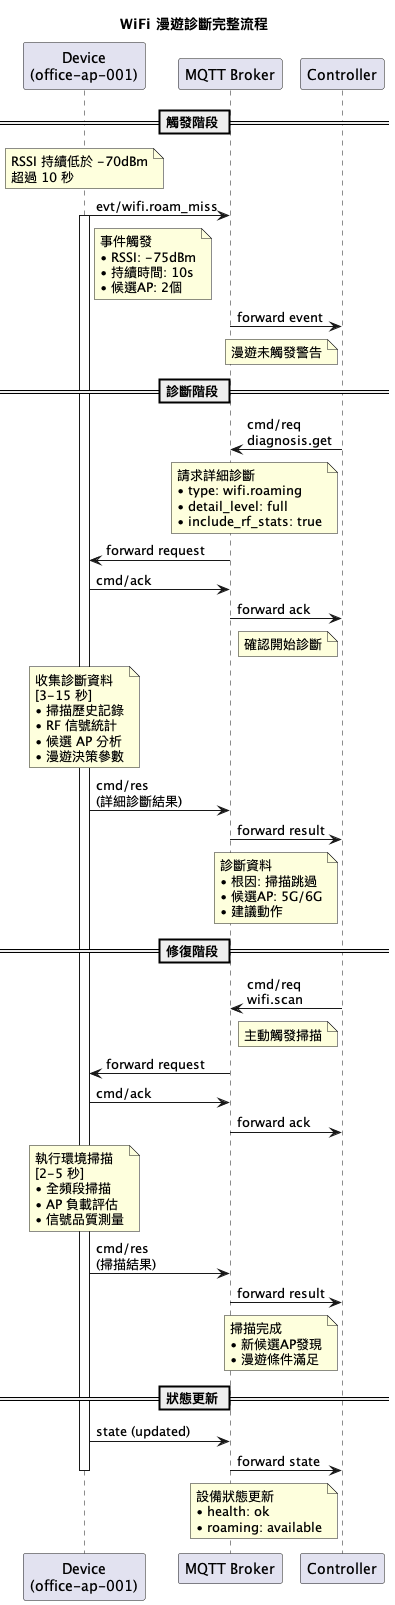 WiFi 漫遊診斷完整流程
Device
(office-ap-001)
MQTT Broker
Controller
觸發階段
RSSI 持續低於 -70dBm
超過 10 秒
evt/wifi.roam_miss
事件觸發
• RSSI: -75dBm
• 持續時間: 10s
• 候選AP: 2個
forward event
漫遊未觸發警告
診斷階段
cmd/req
diagnosis.get
請求詳細診斷
• type: wifi.roaming
• detail_level: full
• include_rf_stats: true
forward request
cmd/ack
forward ack
確認開始診斷
收集診斷資料
[3-15 秒]
• 掃描歷史記錄
• RF 信號統計
• 候選 AP 分析
• 漫遊決策參數
cmd/res
(詳細診斷結果)
forward result
診斷資料
• 根因: 掃描跳過
• 候選AP: 5G/6G
• 建議動作
修復階段
cmd/req
wifi.scan
主動觸發掃描
forward request
cmd/ack
forward ack
執行環境掃描
[2-5 秒]
• 全頻段掃描
• AP 負載評估
• 信號品質測量
cmd/res
(掃描結果)
forward result
掃描完成
• 新候選AP發現
• 漫遊條件滿足
狀態更新
state (updated)
forward state
設備狀態更新
• health: ok
• roaming: available
Device
(office-ap-001)
MQTT Broker
Controller